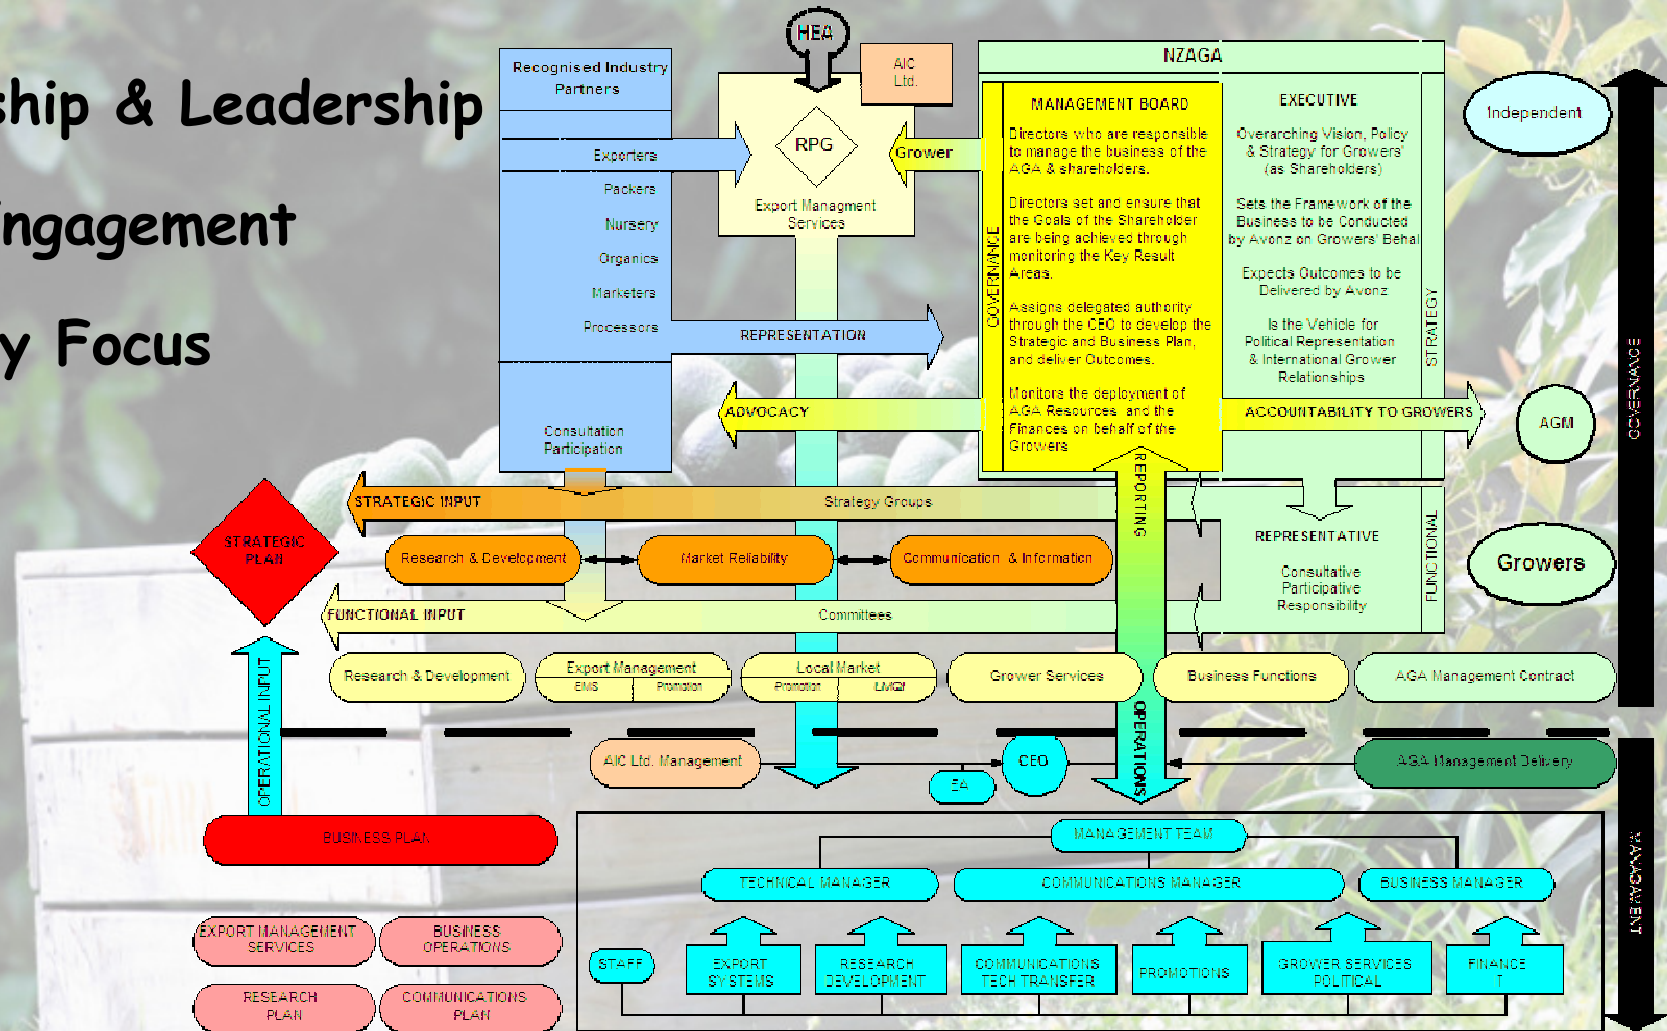 ship & Leadership
Engagement
y Focus
HEA
AIC
Ltd.
Recognised Industry
Partners
Exporters
Packers
Nursery
Organics
Marketers
Processors
Consultation
Participation
RPG
Export Managment
Services
Grower
REPRESENTATION
ADVOCACY
NZAGA
GOVERNANCE
MANAGEMENT BOARD
Directors who are responsible
to manage the business of the
AGA & shareholders.
Directors set and ensure that
the Goals of the Shareholder
are being achieved through
monitoring the Key Result
Areas.
Assigns delegated authority
through the CEO to develop the
Strategic and Business Plan,
and deliver Outcomes.
Monitors the deployment of
AGA Resources and the
Finances on behalf of the
Growers
EXECUTIVE
Overarching Vision, Policy
& Strategy for Growers'
(as Shareholders)
Sets the Framework of the
Business to be Conducted
by Avonz on Growers' Behal
Expects Outcomes to be
Delivered by Avonz
Is the Vehicle for
Political Representation
& International Grower
Relationships
STRATEGY
ACCOUNTABILITY TO GROWERS
Independent
AGM
Growers
GOVERNANCE
STRATEGIC
PLAN
STRATEGIC INPUT
Strategy Groups
REPORTING
Research & Development
Market Reliability
Communication & Information
REPRESENTATIVE
Consultative
Participative
Responsibility
FUNCTIONAL
FUNCTIONAL INPUT
Committees
Research & Development
Export Management
EMS
Promotion
Local Market
Promotion
Grower Services
Business Functions
AGA Management Contract
OPERATIONAL INPUT
OPERATIONS
AIC Ltd. Management
EA
CEO
AGA Management Delivery
BUSINESS PLAN
MANAGEMENT TEAM
TECHNICAL MANAGER
COMMUNICATIONS MANAGER
BUSINESS MANAGER
MANAGAMENT
EXPORT MANAGEMENT
SERVICES
BUSINESS
OPERATIONS
RESEARCH
PLAN
COMMUNICATIONS
PLAN
STAFF
EXPORT
SYSTEMS
RESEARCH
DEVELOPMENT
COMMUNICATIONS
TECH TRANSFER
PROMOTIONS
GROWER SERVICES
POLITICAL
FINANCE
IT